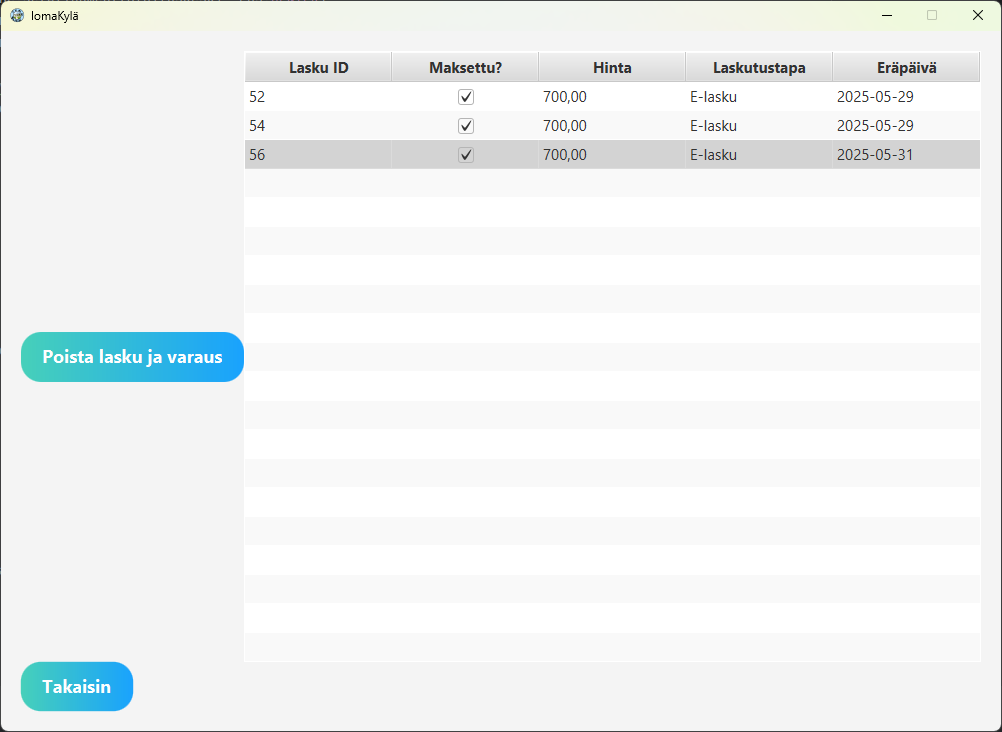 lomaKylä
Lasku ID Maksettu? Hinta Laskutustapa Eräpäivä
52 700,00 E-lasku 2025-05-29
54 700,00 E-lasku 2025-05-29
56 700,00 E-lasku 2025-05-31
Poista lasku ja varaus
Takaisin